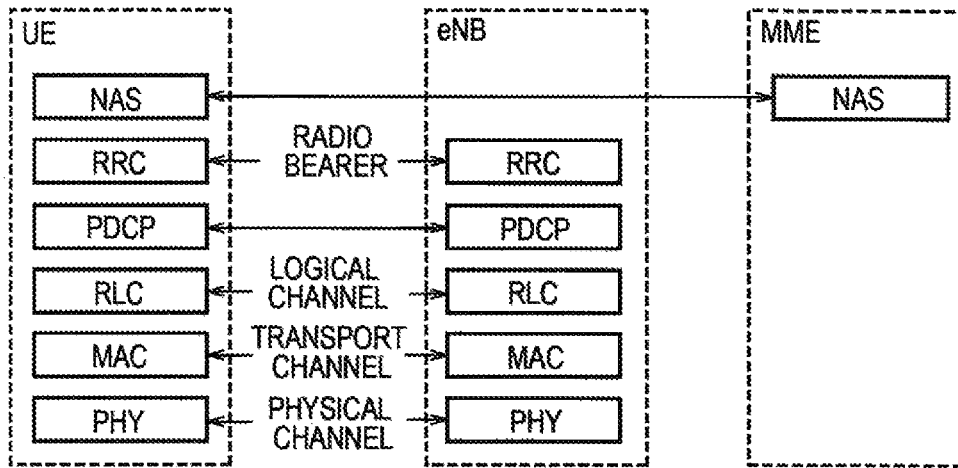 UE
eNB
MME
NAS
NAS
RADIO
BEARER
RRC
RRC
PDCP
PDCP
LOGICAL
CHANNEL
RLC
RLC
TRANSPORT
CHANNEL
MAC
MAC
PHYSICAL
CHANNEL
PHY
PHY